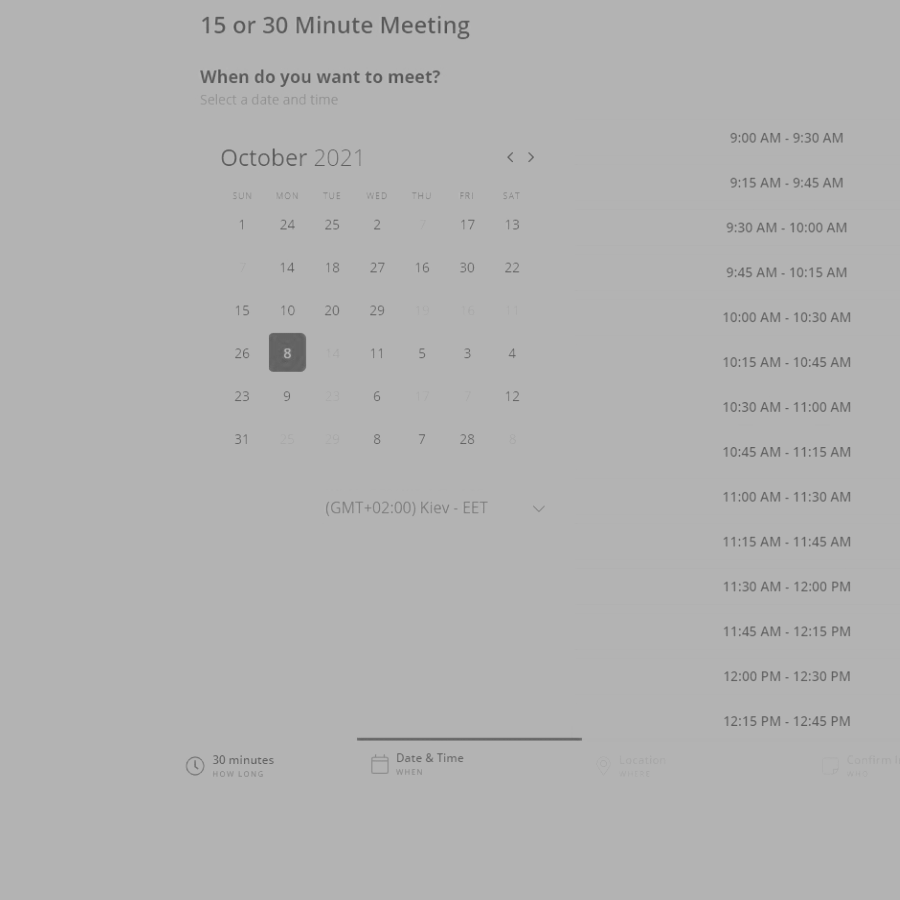 15 or 30 Minute Meeting
When do you want to meet?
Select a date and time
October 2021
SUN MON TUE WED THU FRI SAT
1 24 25 2 7 17 13
7 14 18 27 16 30 22
15 10 20 29 11
26 8 14 11 5 3 4
23 9 23 6 17 7 12
31 25 29 8 7 28 8
(GMT+02:00) Kiev - EET
9:00 AM - 9:30 AM
9:15 AM - 9:45 AM
9:30 AM - 10:00 AM
9:45 AM - 10:15 AM
10:00 AM - 10:30 AM
10:15 AM - 10:45 AM
10:30 AM - 11:00 AM
10:45 AM - 11:15 AM
11:00 AM - 11:30 AM
11:15 AM - 11:45 AM
11:30 AM - 12:00 PM
11:45 AM - 12:15 PM
12:00 PM - 12:30 PM
12:15 PM - 12:45 PM
30 minutes
HOW LONG
Date & Time
WHEN
Location
WHERE
Confirm
WHO